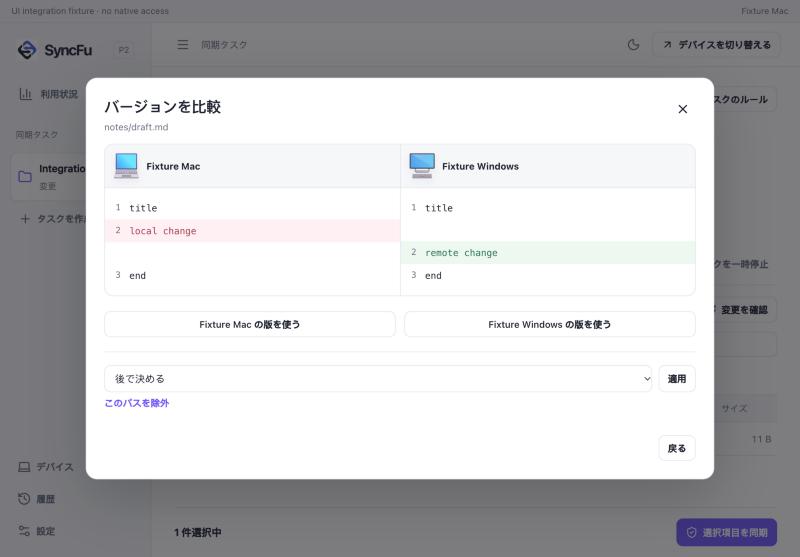 UI integration fixture · no native access
Fixture Mac
SyncFu
P2
同期タスク
デバイスを切り替える
利用状況
スクのルール
バージョンを比較
notes/draft.md
同期タスク
Fixture Mac
Fixture Windows
Integratio
変更
1 title
1 title
タスクを作
2 local change
2 remote change
3 end
3 end
クを一時停止
変更を確認
Fixture Mac の版を使う
Fixture Windows の版を使う
後で決める
適用
このパスを除外
サイズ
11 B
戻る
デバイス
履歴
設定
1 件選択中
選択項目を同期